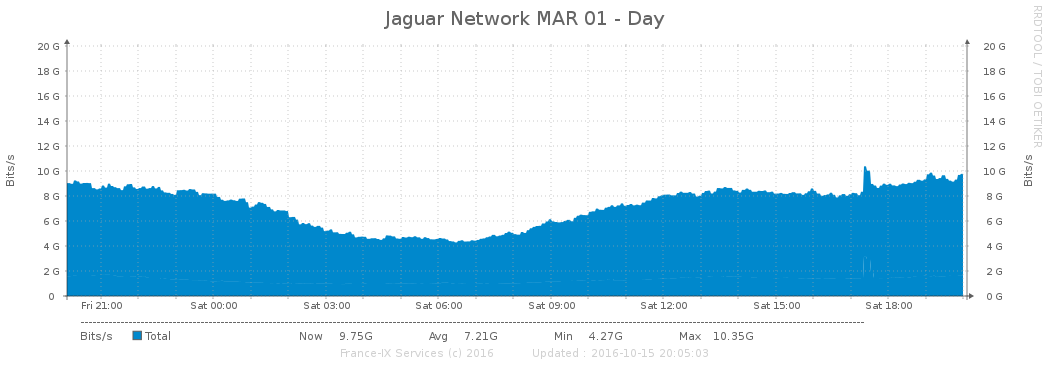 Jaguar Network MAR 01 - Day
RRDTOOL / TOBI OETIKER
Bits/s
20 G 20 G
18 G 18 G
16 G 16 G
14 G 14 G
12 G 12 G
10 G 10 G
8 G 8 G
6 G 6 G
4 G 4 G
2 G 2 G
0 0 G
Bits/s
Fri 21:00 Sat 00:00 Sat 03:00 Sat 06:00 Sat 09:00 Sat 12:00 Sat 15:00 Sat 18:00
Bits/s Total Now 9.75G Avg 7.21G Min 4.27G Max 10.35G
France-IX Services (c) 2016 Updated : 2016-10-15 20:05:03